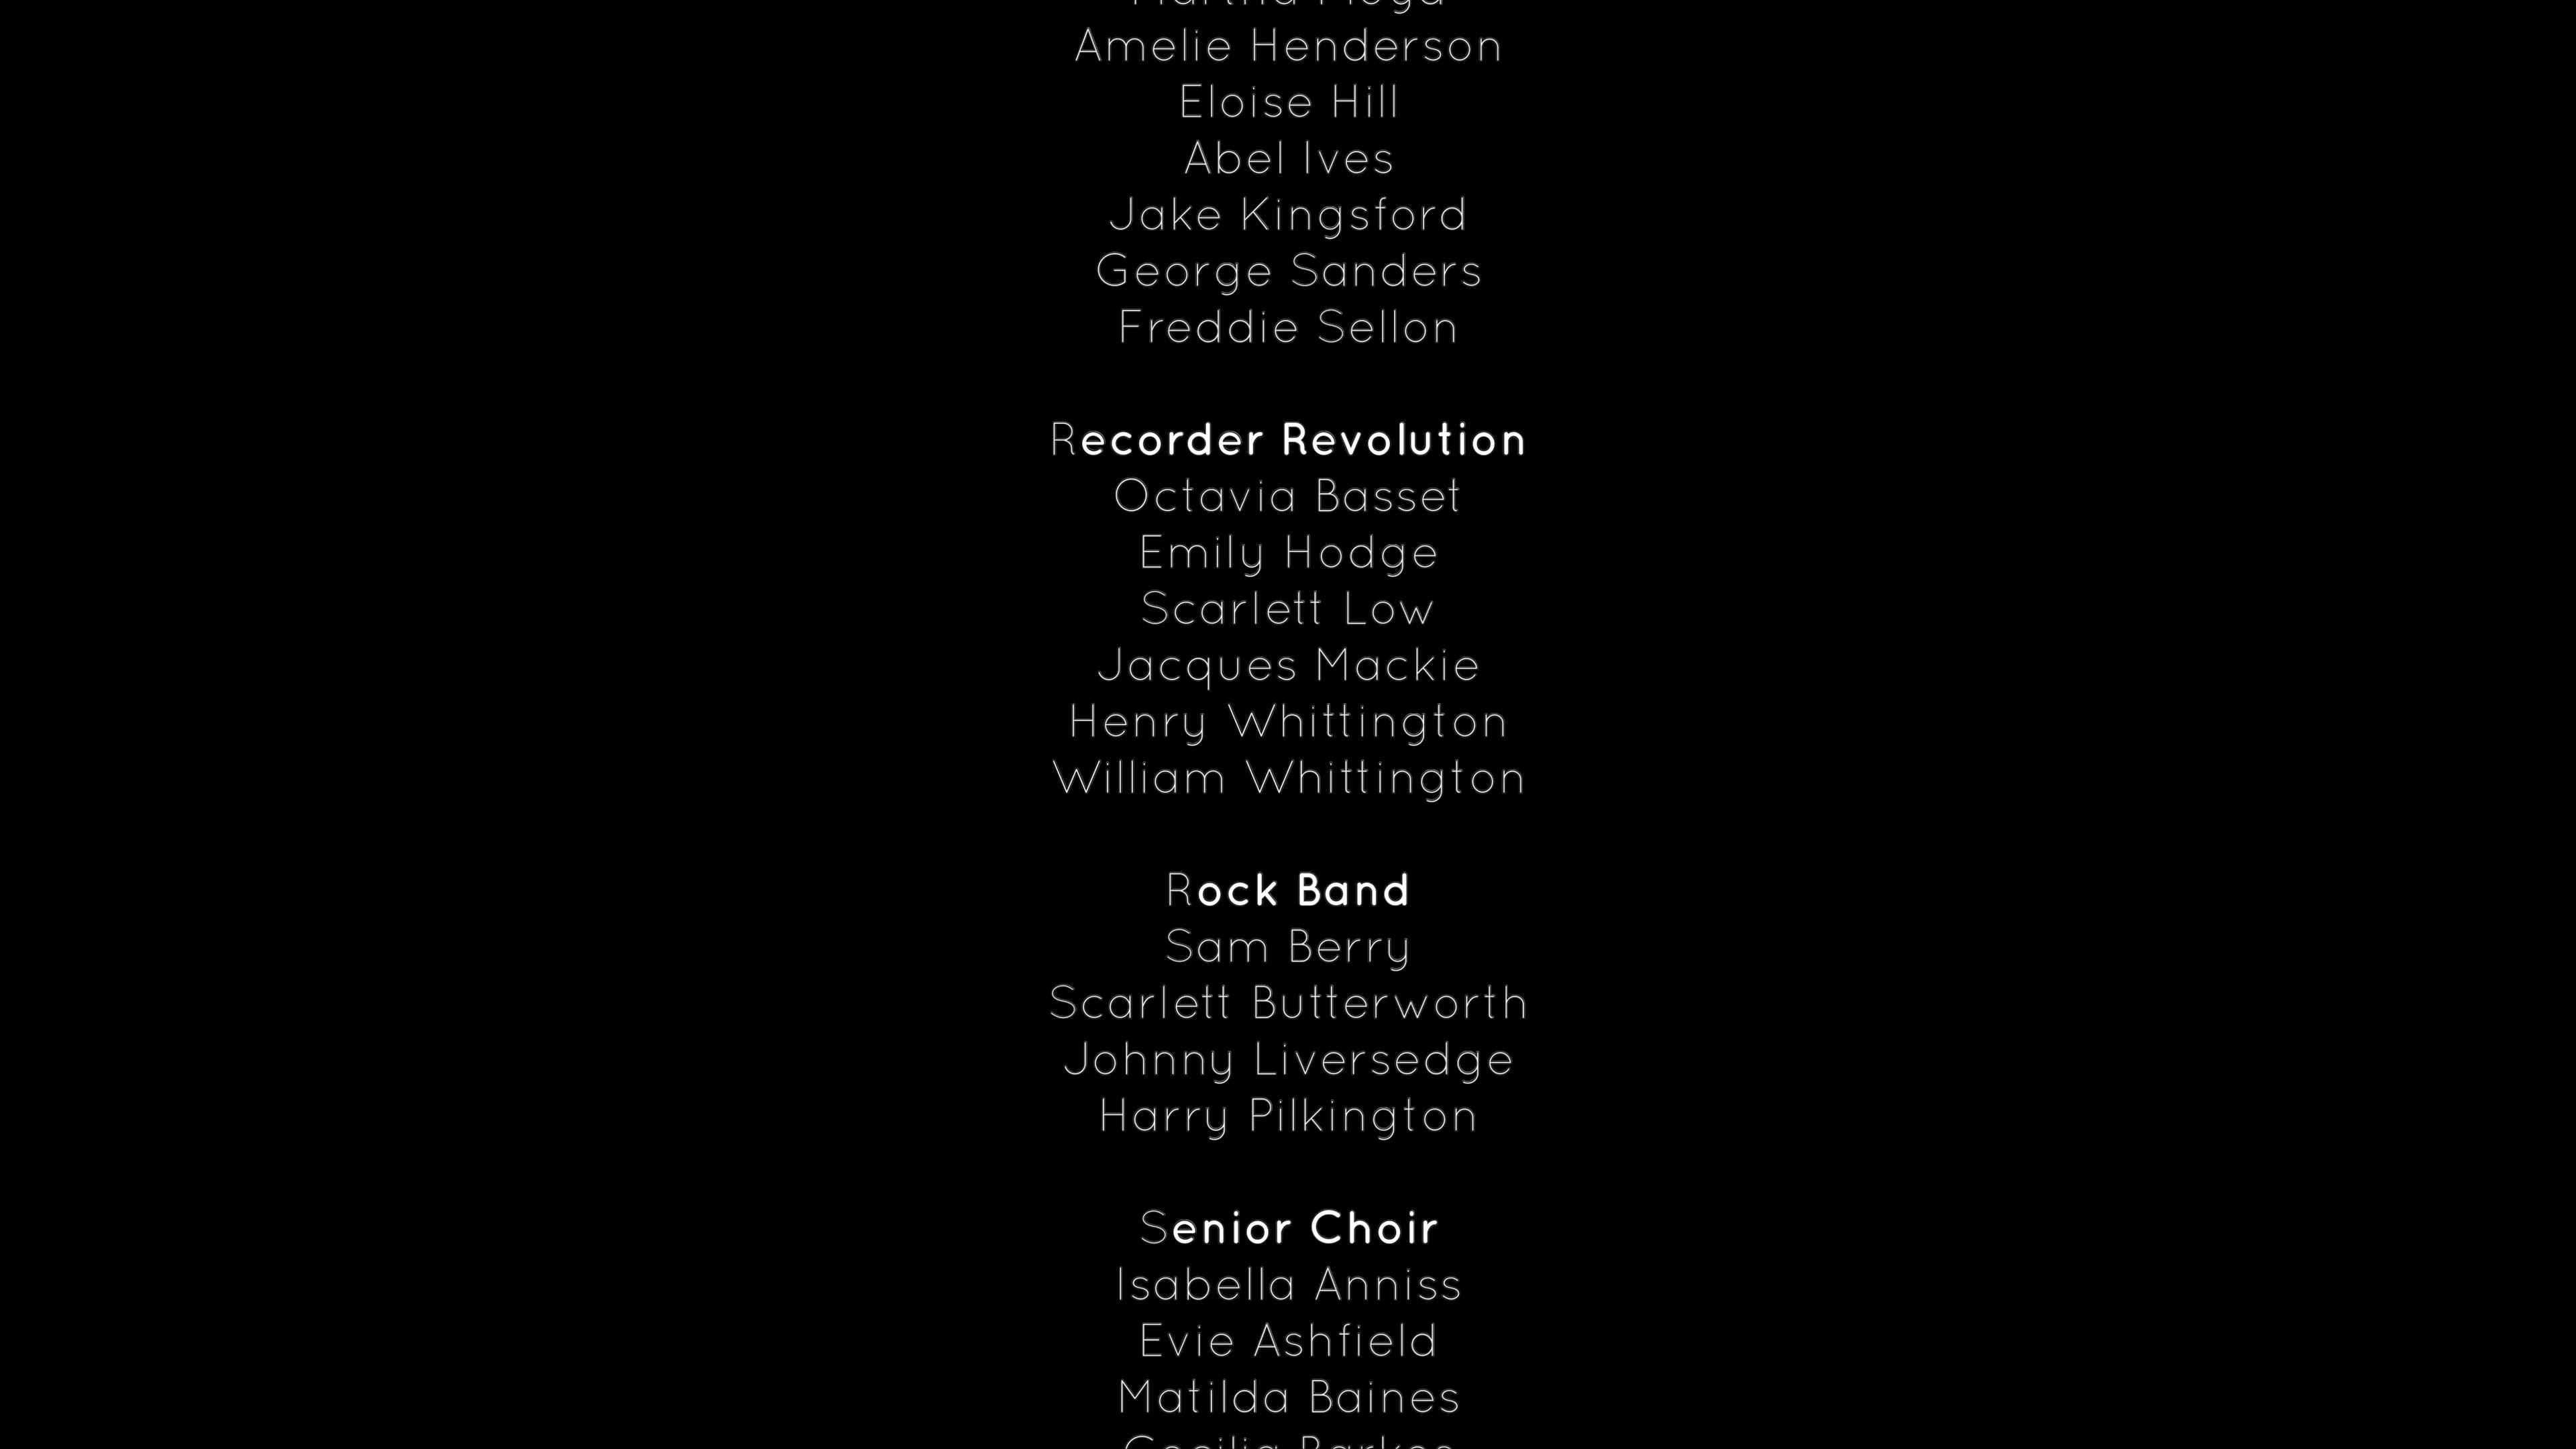 Amelie Henderson
Eloise Hill
Abel Ives
Jake Kingsford
George Sanders
Freddie Sellon
Recorder Revolution
Octavia Basset
Emily Hodge
Scarlett Low
Jacques Mackie
Henry Whittington
William Whittington
Rock Band
Sam Berry
Scarlett Butterworth
Johnny Liversedge
Harry Pilkington
Senior Choir
Isabella Anniss
Evie Ashfield
Matilda Baines